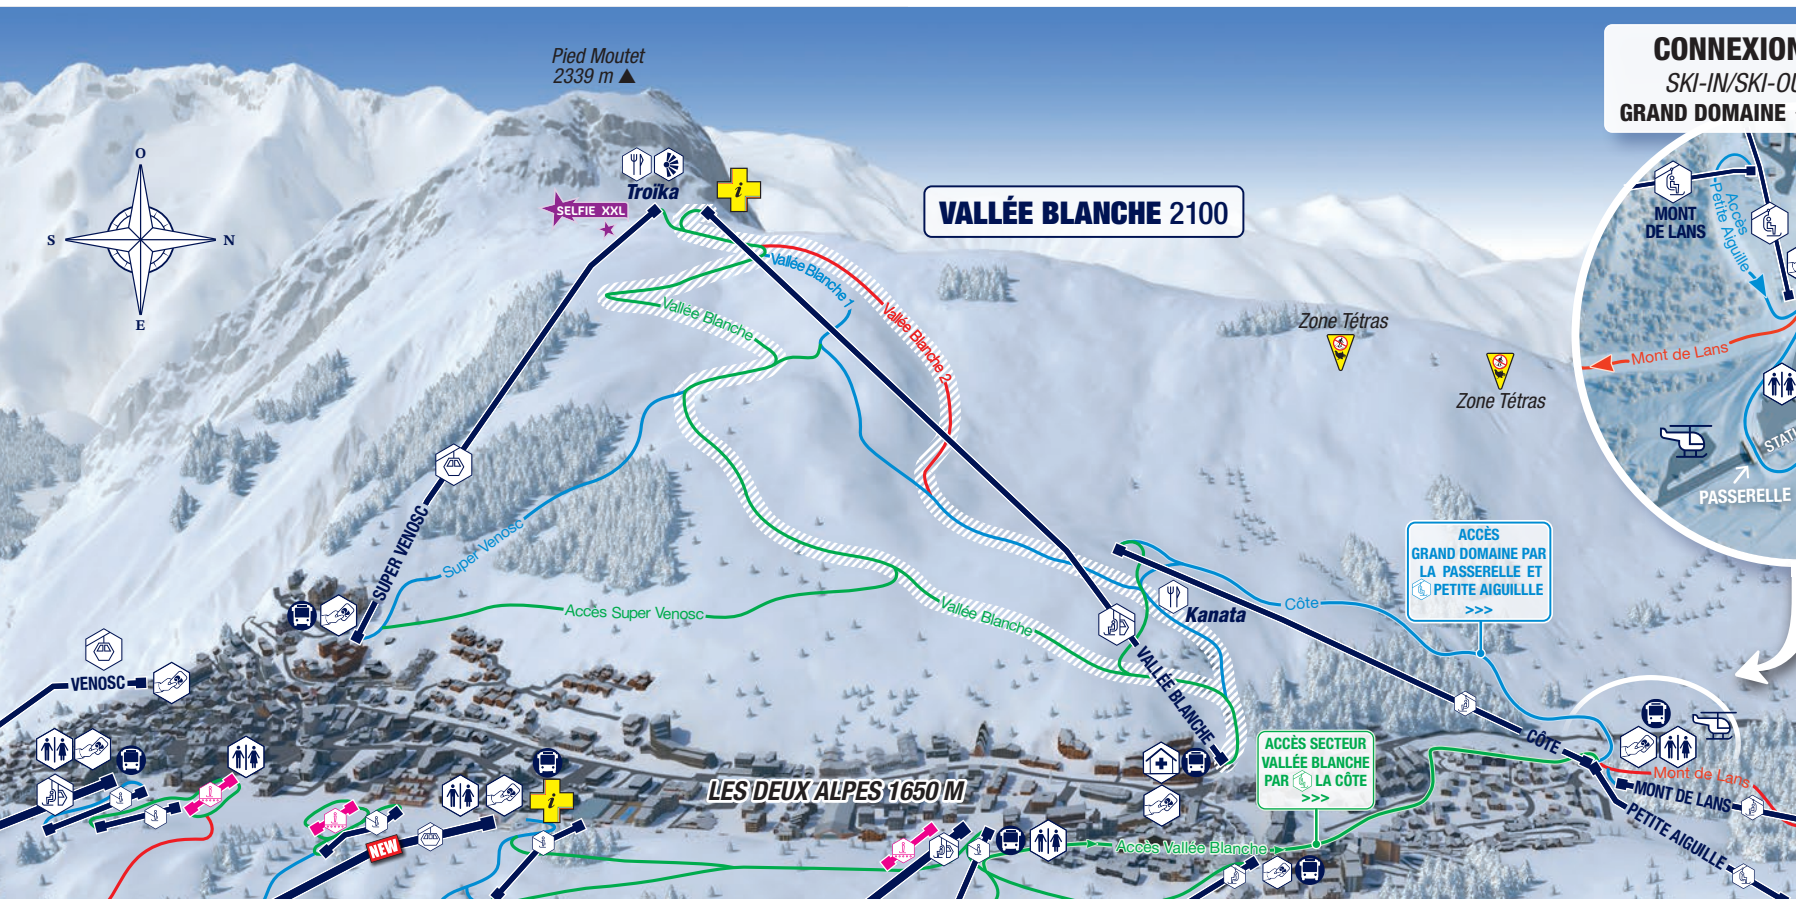 Pied Moutet
2339 m
CONNEXION
SKI-IN/SKI-OU
GRAND DOMAINE
O
S
N
E
Troïka
SELFIE XXL
i
VALLÉE BLANCHE 2100
MONT
DE LANS
Accès
Petite Aiguille
Vallée Blanche 1
Vallée Blanche
Vallée Blanche 2
Zone Tétras
Zone Tétras
Mont de Lans
STATI
PASSERELLE
SUPER VENOSC
Super Venosc
Acces Super Venosc
Vallée Blanche
Kanata
Côte
ACCÈS
GRAND DOMAINE PAR
LA PASSERELLE ET
PETITE AIGUILLLE
>>>
VENOSC
VALLÉE BLANCHE
CÔTE
ACCÈS SECTEUR
VALLÉE BLANCHE
PAR LA CÔTE
>>>
Mont de Lans
MONT DE LANS
PETITE AIGUILLE
LES DEUX ALPES 1650 M
i
NEW
Accès Vallée Blanche